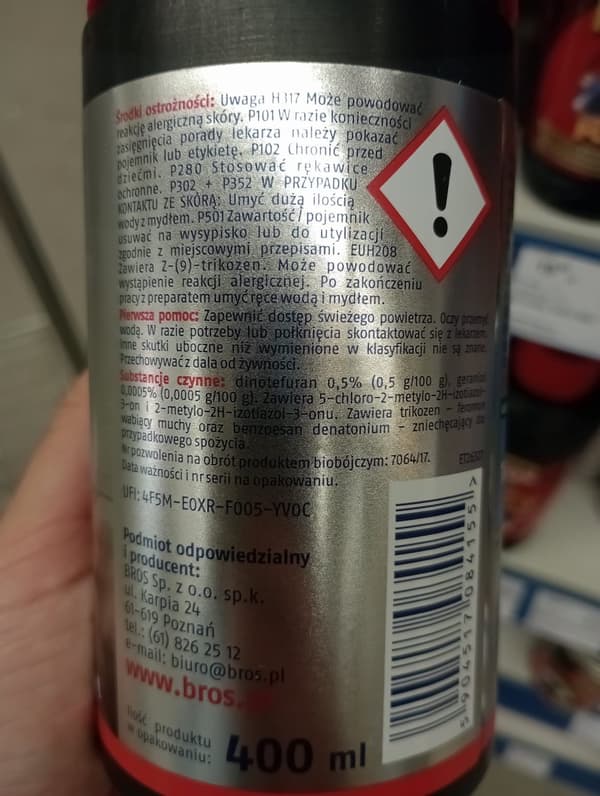 Środki ostrożności: Uwaga H317 Może powodować
reakcję alergiczną skóry. P101 W razie konieczności
zasięgnięcia porady lekarza należy pokazać
pojemnik lub etykietę. P102 Chronić przed
dziećmi. P280 Stosować rękawice
ochronne. P302 + P352 W PRZYPADKU
KONTAKTU ZE SKÓRĄ: Umyć dużą ilością
wody z mydłem. P501 Zawartość / pojemnik
usuwać na wysypisko lub do utylizacji
zgodnie z miejscowymi przepisami. EUH208
Zawiera Z-(9)-trikozen. Może powodować
wystąpienie reakcji alergicznej. Po zakończeniu
pracy z preparatem umyć ręce wodą i mydłem.
Pierwsza pomoc: Zapewnić dostęp świeżego powietrza. Oczy przemyć
wodą. W razie potrzeby lub połknięcia skontaktować się z lekarzem.
Inne skutki uboczne niż wymienione w klasyfikacji nie są znane.
Przechowywać z dala od żywności.
Substancje czynne: dinotefuran 0,5% (0,5 g/100 g), geraniol
0,0005% (0,0005 g/100 g). Zawiera 5-chloro-2-metylo-2H-izotiazol-
3-on i 2-metylo-2H-izotiazol-3-onu. Zawiera trikozen – feromon
wabiący muchy oraz benzoesan denatonium – zniechęcający do
przypadkowego spożycia.
Nr pozwolenia na obrót produktem biobójczym: 7064/17.
Data ważności i nr serii na opakowaniu.
UFI: 4F5M-E0XR-F005-YV0C
Podmiot odpowiedzialny
i producent:
BROS Sp. z o.o. sp.k.
ul. Karpia 24
61-619 Poznań
tel.: (61) 826 25 12
e-mail: biuro@bros.pl
www.bros.
Ilość produktu
w opakowaniu:
400 ml
5 904517 084155 >